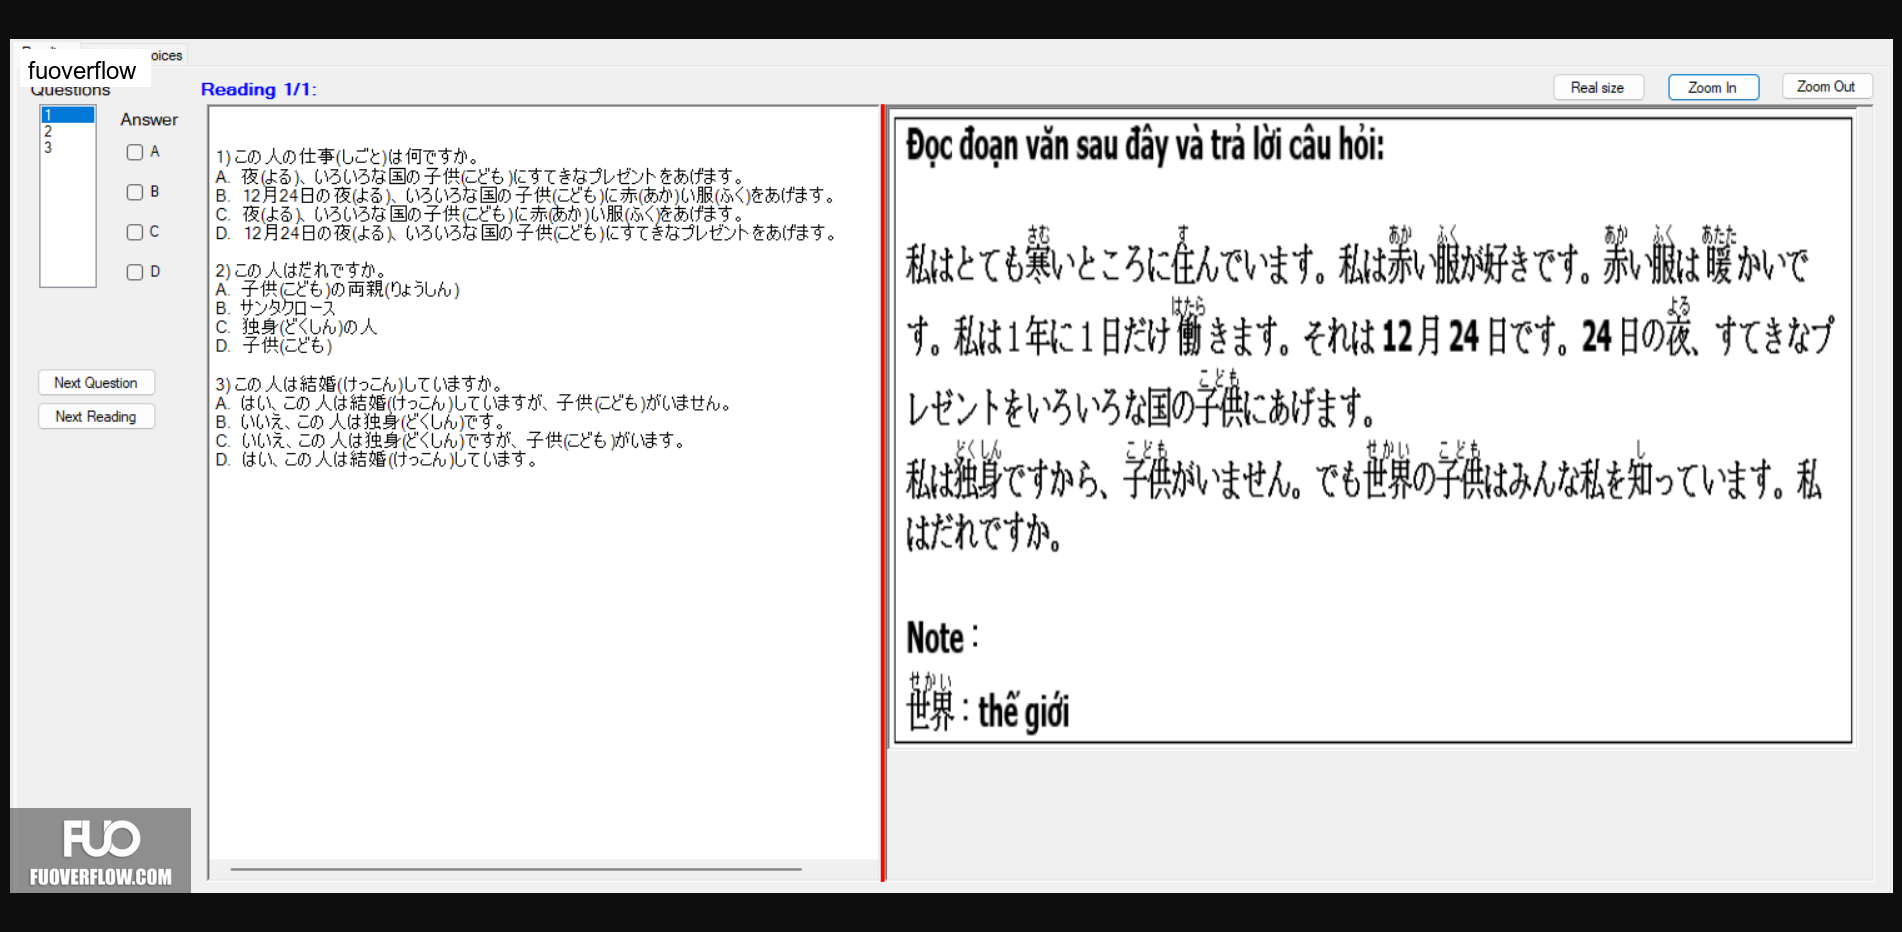 oices
fuoverflow
Questions
1
2
3
Answer
A
B
C
D
Next Question
Next Reading
Reading 1/1:
Real size
Zoom In
Zoom Out
1) この人の仕事(しごと)は何ですか。
A. 夜(よる)、いろいろな国の子供(こども)にすてきなプレゼントをあげます。
B. 12月24日の夜(よる)、いろいろな国の子供(こども)に赤(あか)い服(ふく)をあげます。
C. 夜(よる)、いろいろな国の子供(こども)に赤(あか)い服(ふく)をあげます。
D. 12月24日の夜(よる)、いろいろな国の子供(こども)にすてきなプレゼントをあげます。
2) この人はだれですか。
A. 子供(こども)の両親(りょうしん)
B. サンタクロース
C. 独身(どくしん)の人
D. 子供(こども)
3) この人は結婚(けっこん)していますか。
A. はい、この人は結婚(けっこん)していますが、子供(こども)がいません。
B. いいえ、この人は独身(どくしん)です。
C. いいえ、この人は独身(どくしん)ですが、子供(こども)がいます。
D. はい、この人は結婚(けっこん)しています。
Đọc đoạn văn sau đây và trả lời câu hỏi:
さむ す あか ふく あか ふく あたた
私はとても寒いところに住んでいます。私は赤い服が好きです。赤い服は暖かいで
はたら よる
す。私は1年に1日だけ働きます。それは12月24日です。24日の夜、すてきなプ
こども
レゼントをいろいろな国の子供にあげます。
どくしん こども せかい こども し
私は独身ですから、子供がいません。でも世界の子供はみんな私を知っています。私
はだれですか。
Note：
せかい
世界：thế giới
FUO
FUOVERFLOW.COM